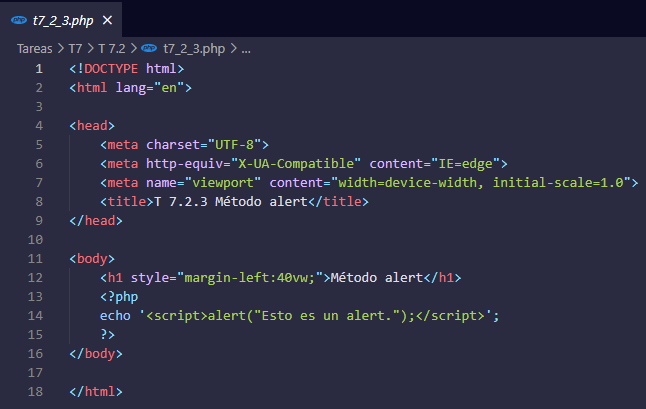 php t7_2_3.php ×
Tareas > T7 > T 7.2 > php t7_2_3.php > ...
1 <!DOCTYPE html>
2 <html lang="en">
3
4 <head>
5     <meta charset="UTF-8">
6     <meta http-equiv="X-UA-Compatible" content="IE=edge">
7     <meta name="viewport" content="width=device-width, initial-scale=1.0">
8     <title>T 7.2.3 Método alert</title>
9 </head>
10
11 <body>
12     <h1 style="margin-left:40vw;">Método alert</h1>
13     <?php
14     echo '<script>alert("Esto es un alert.");</script>';
15     ?>
16 </body>
17
18 </html>